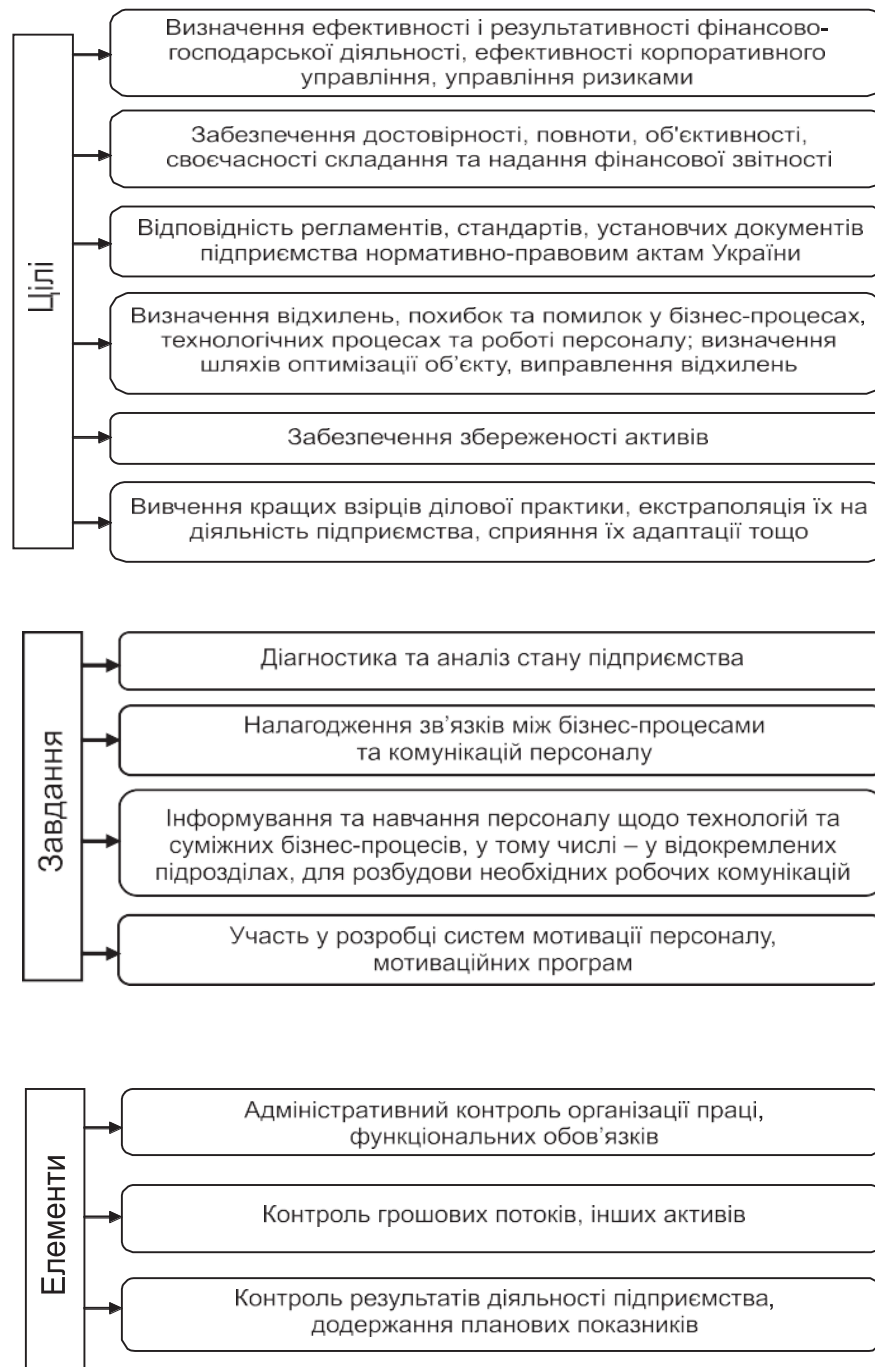 Цілі
Визначення ефективності і результативності фінансово-
господарської діяльності, ефективності корпоративного
управління, управління ризиками
Забезпечення достовірності, повноти, об'єктивності,
своєчасності складання та надання фінансової звітності
Відповідність регламентів, стандартів, установчих документів
підприємства нормативно-правовим актам України
Визначення відхилень, похибок та помилок у бізнес-процесах,
технологічних процесах та роботі персоналу; визначення
шляхів оптимізації об’єкту, виправлення відхилень
Забезпечення збереженості активів
Вивчення кращих взірців ділової практики, екстраполяція їх на
діяльність підприємства, сприяння їх адаптації тощо
Завдання
Діагностика та аналіз стану підприємства
Налагодження зв’язків між бізнес-процесами
та комунікацій персоналу
Інформування та навчання персоналу щодо технологій та
суміжних бізнес-процесів, у тому числі – у відокремлених
підрозділах, для розбудови необхідних робочих комунікацій
Участь у розробці систем мотивації персоналу,
мотиваційних програм
Елементи
Адміністративний контроль організації праці,
функціональних обов’язків
Контроль грошових потоків, інших активів
Контроль результатів діяльності підприємства,
додержання планових показників